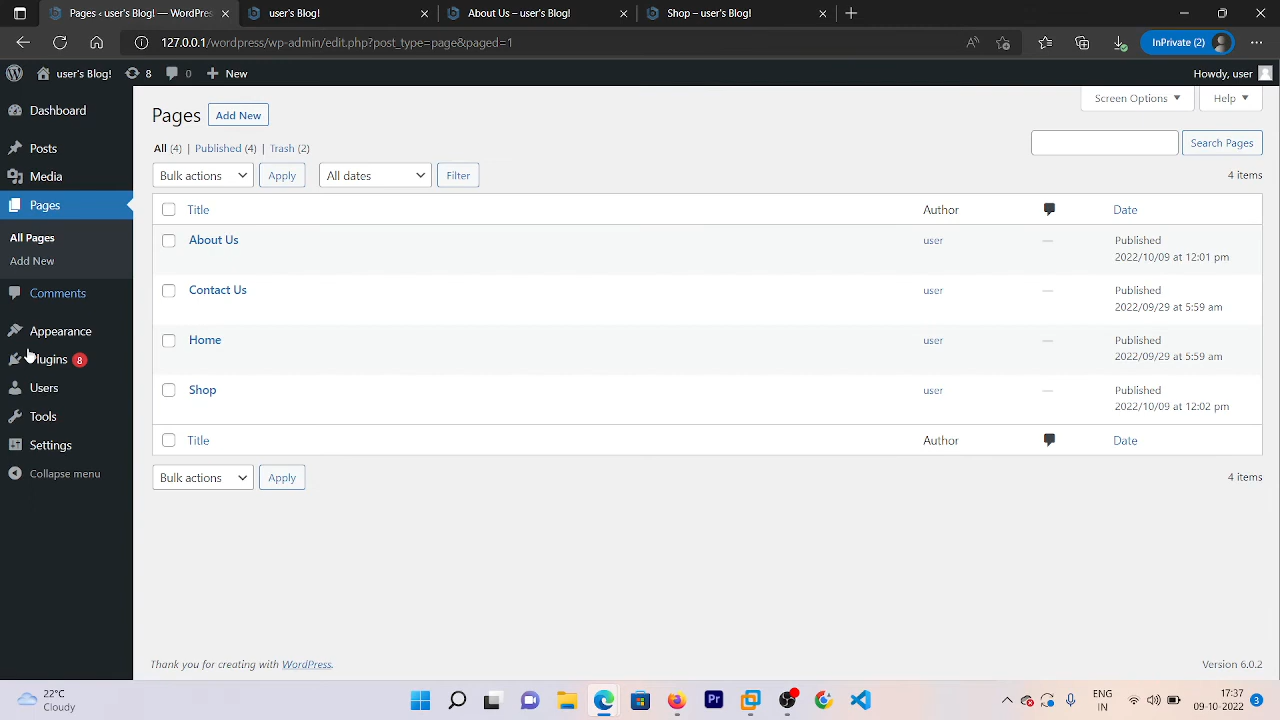 Pages ‹ user's Blog! — WordPres
user's Blog!
About Us – user's Blog!
Shop – user's Blog!
127.0.0.1/wordpress/wp-admin/edit.php?post_type=page&paged=1
InPrivate (2)
user's Blog! 8 0 New
Howdy, user
Dashboard
Posts
Media
Pages
All Pages
Add New
Comments
Appearance
Plugins 8
Users
Tools
Settings
Collapse menu
Pages Add New
Screen Options Help
All (4) | Published (4) | Trash (2)
Search Pages
Bulk actions Apply All dates Filter
4 items
Title Author Date
About Us user — Published
2022/10/09 at 12:01 pm
Contact Us user — Published
2022/09/29 at 5:59 am
Home user — Published
2022/09/29 at 5:59 am
Shop user — Published
2022/10/09 at 12:02 pm
Title Author Date
Bulk actions Apply
4 items
Thank you for creating with WordPress.
Version 6.0.2
22°C
Cloudy
Pr
ENG
IN
17:37
09-10-2022
3